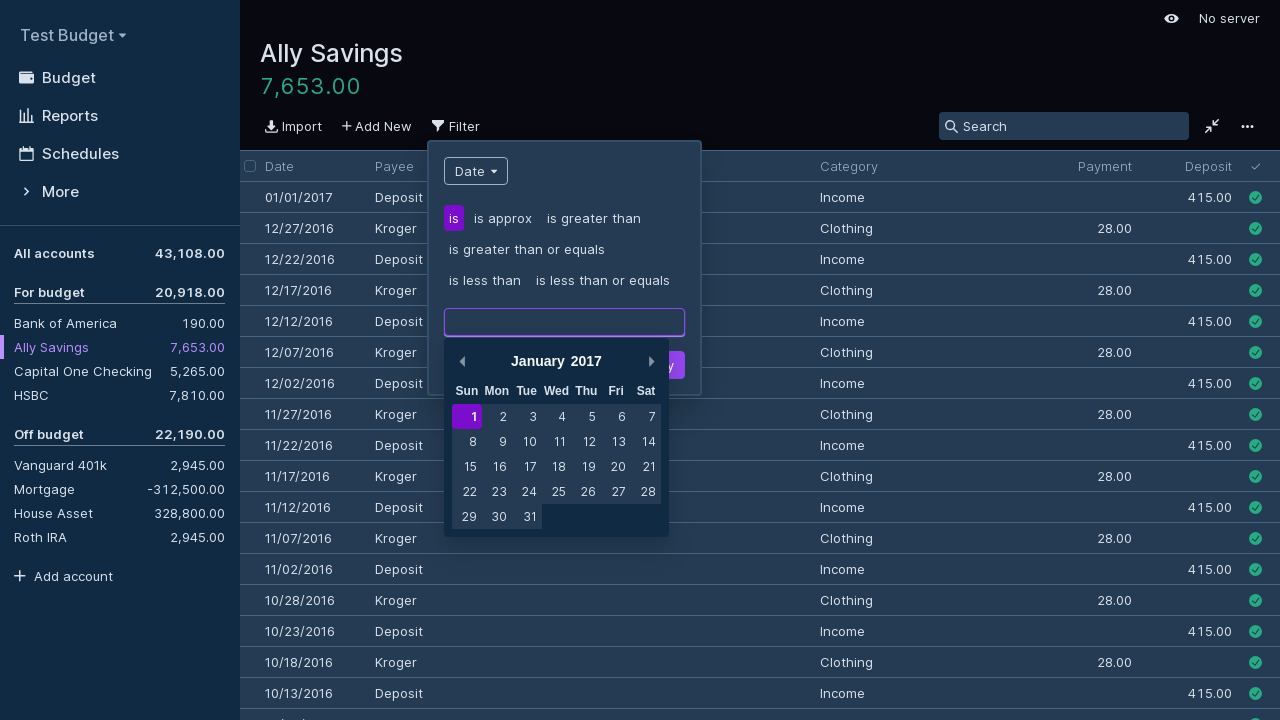 Test Budget
Budget
Reports
Schedules
More
All accounts 43,108.00
For budget 20,918.00
Bank of America 190.00
Ally Savings 7,653.00
Capital One Checking 5,265.00
HSBC 7,810.00
Off budget 22,190.00
Vanguard 401k 2,945.00
Mortgage -312,500.00
House Asset 328,800.00
Roth IRA 2,945.00
Add account
No server
Ally Savings
7,653.00
Import Add New Filter Search
Date Payee Category Payment Deposit
01/01/2017 Deposit Income 415.00
12/27/2016 Kroger Clothing 28.00
12/22/2016 Deposit Income 415.00
12/17/2016 Kroger Clothing 28.00
12/12/2016 Deposit Income 415.00
12/07/2016 Kroger Clothing 28.00
12/02/2016 Deposit Income 415.00
11/27/2016 Kroger Clothing 28.00
11/22/2016 Deposit Income 415.00
11/17/2016 Kroger Clothing 28.00
11/12/2016 Deposit Income 415.00
11/07/2016 Kroger Clothing 28.00
11/02/2016 Deposit Income 415.00
10/28/2016 Kroger Clothing 28.00
10/23/2016 Deposit Income 415.00
10/18/2016 Kroger Clothing 28.00
10/13/2016 Deposit Income 415.00
Date
is is approx is greater than
is greater than or equals
is less than is less than or equals
January 2017
Sun Mon Tue Wed Thu Fri Sat
1 2 3 4 5 6 7
8 9 10 11 12 13 14
15 16 17 18 19 20 21
22 23 24 25 26 27 28
29 30 31